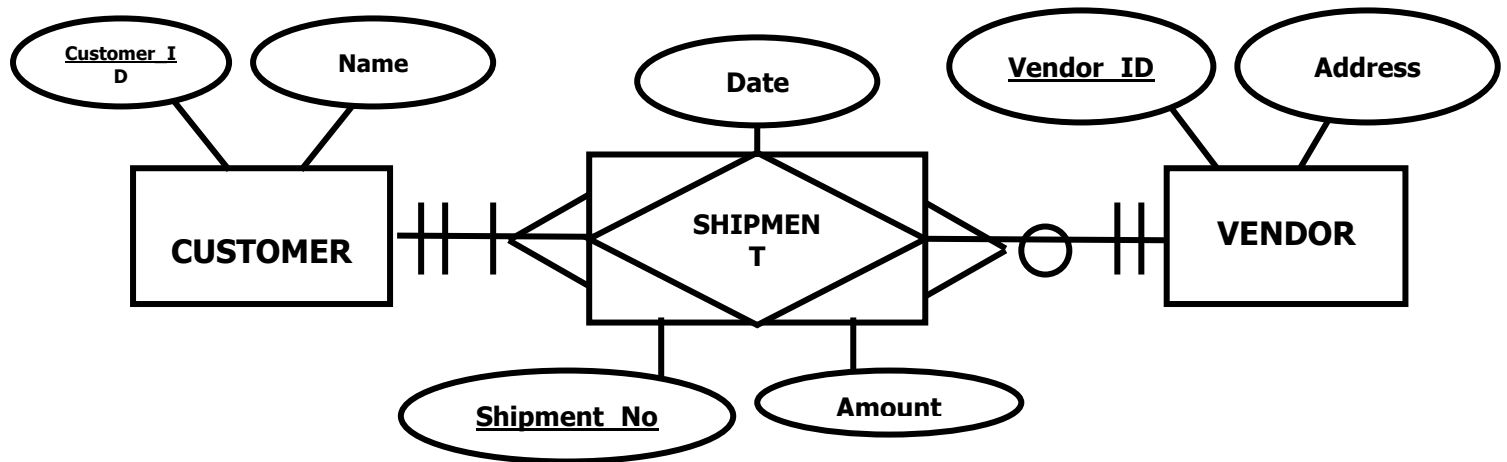 Customer_I
D
Name
Date
Vendor_ID
Address
CUSTOMER
SHIPMEN
T
VENDOR
Shipment_No
Amount